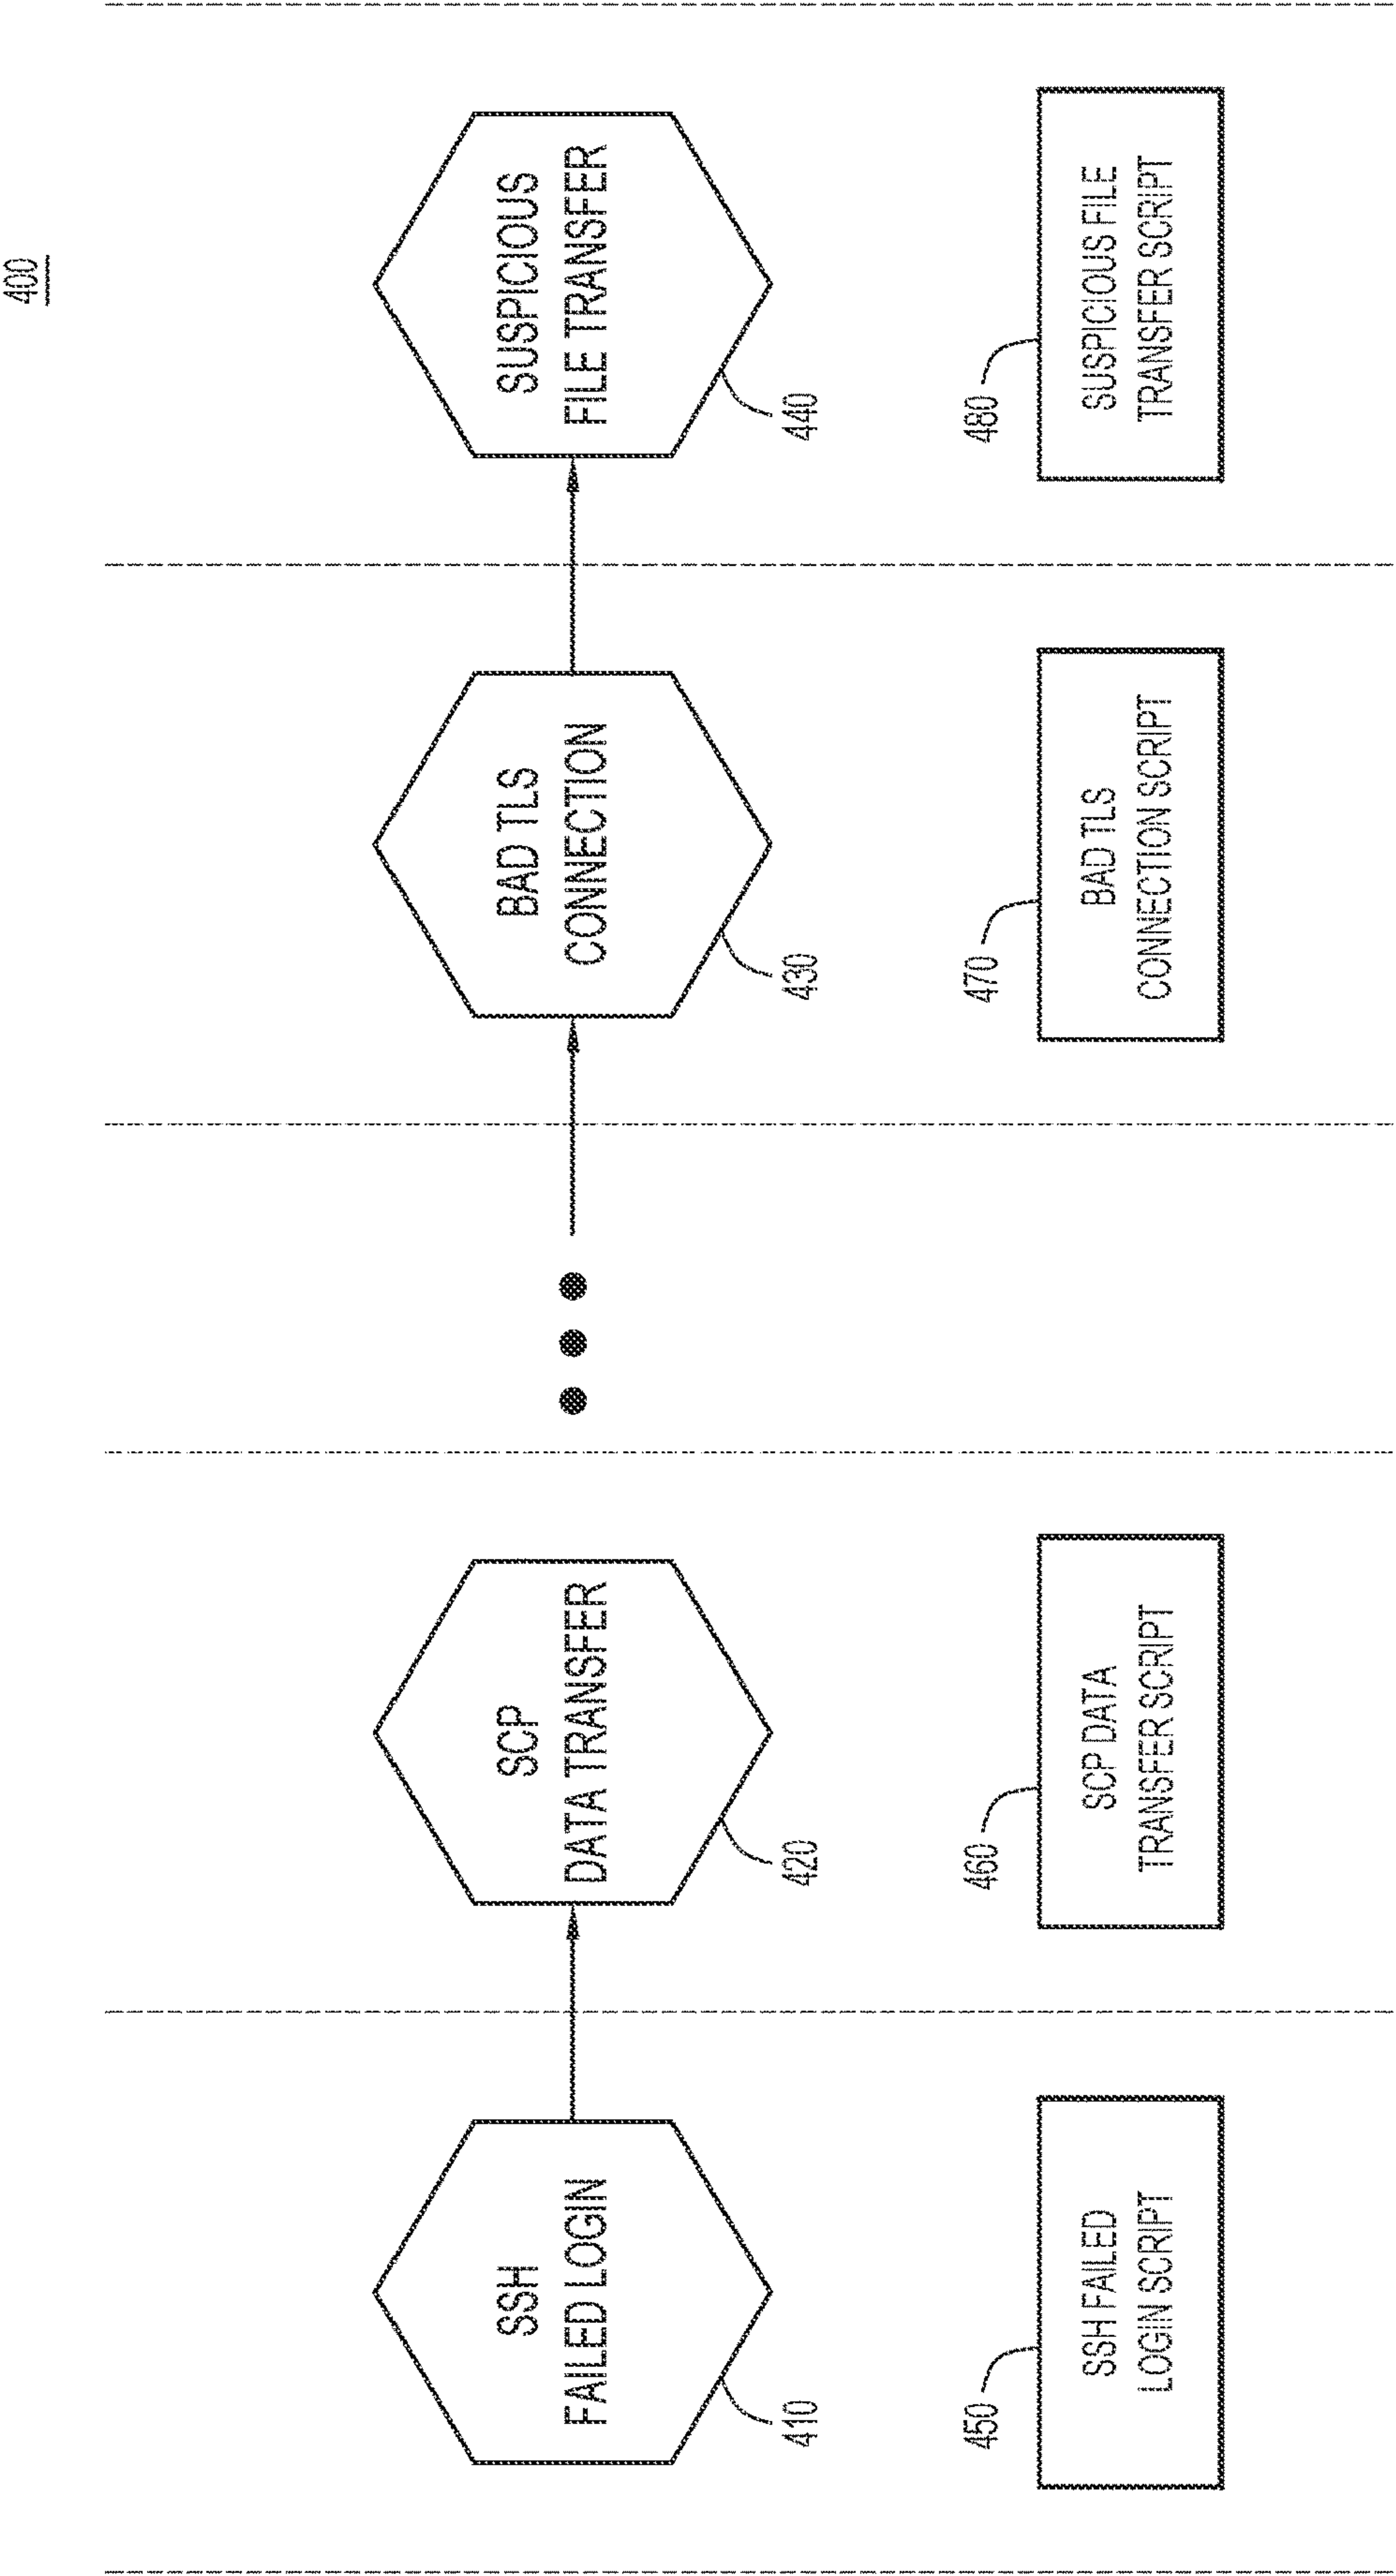 400
SSH
FAILED LOGIN
410
SCP
DATA TRANSFER
420
BAD TLS
CONNECTION
430
SUSPICIOUS
FILE TRANSFER
440
450
SSH FAILED
LOGIN SCRIPT
460
SCP DATA
TRANSFER SCRIPT
470
BAD TLS
CONNECTION SCRIPT
480
SUSPICIOUS FILE
TRANSFER SCRIPT